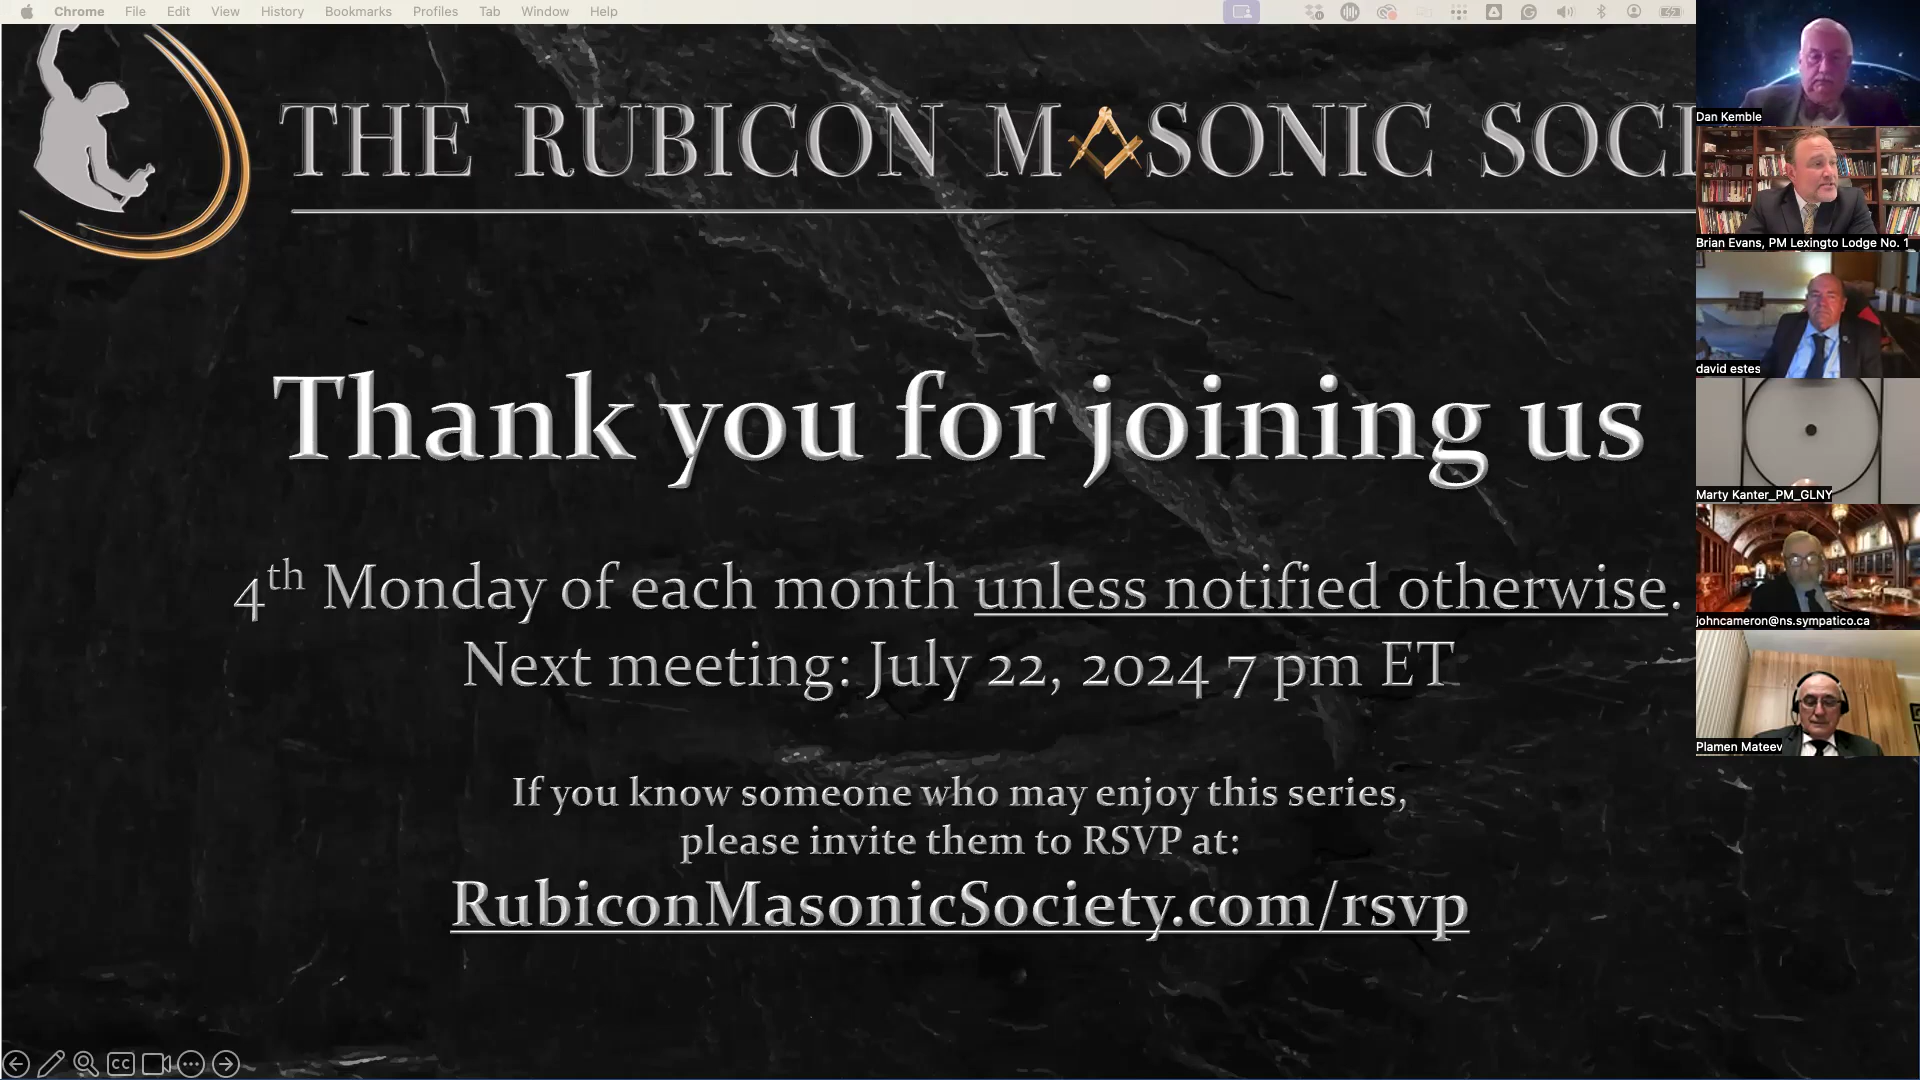 Chrome File Edit View History Bookmarks Profiles Tab Window Help
THE RUBICON MASONIC SOCI
Thank you for joining us
4th Monday of each month unless notified otherwise.
Next meeting: July 22, 2024 7 pm ET
If you know someone who may enjoy this series,
please invite them to RSVP at:
RubiconMasonicSociety.com/rsvp
CC
Dan Kemble
Brian Evans, PM Lexingto Lodge No. 1
david estes
Marty Kanter_PM_GLNY
johncameron@ns.sympatico.ca
Plamen Mateev